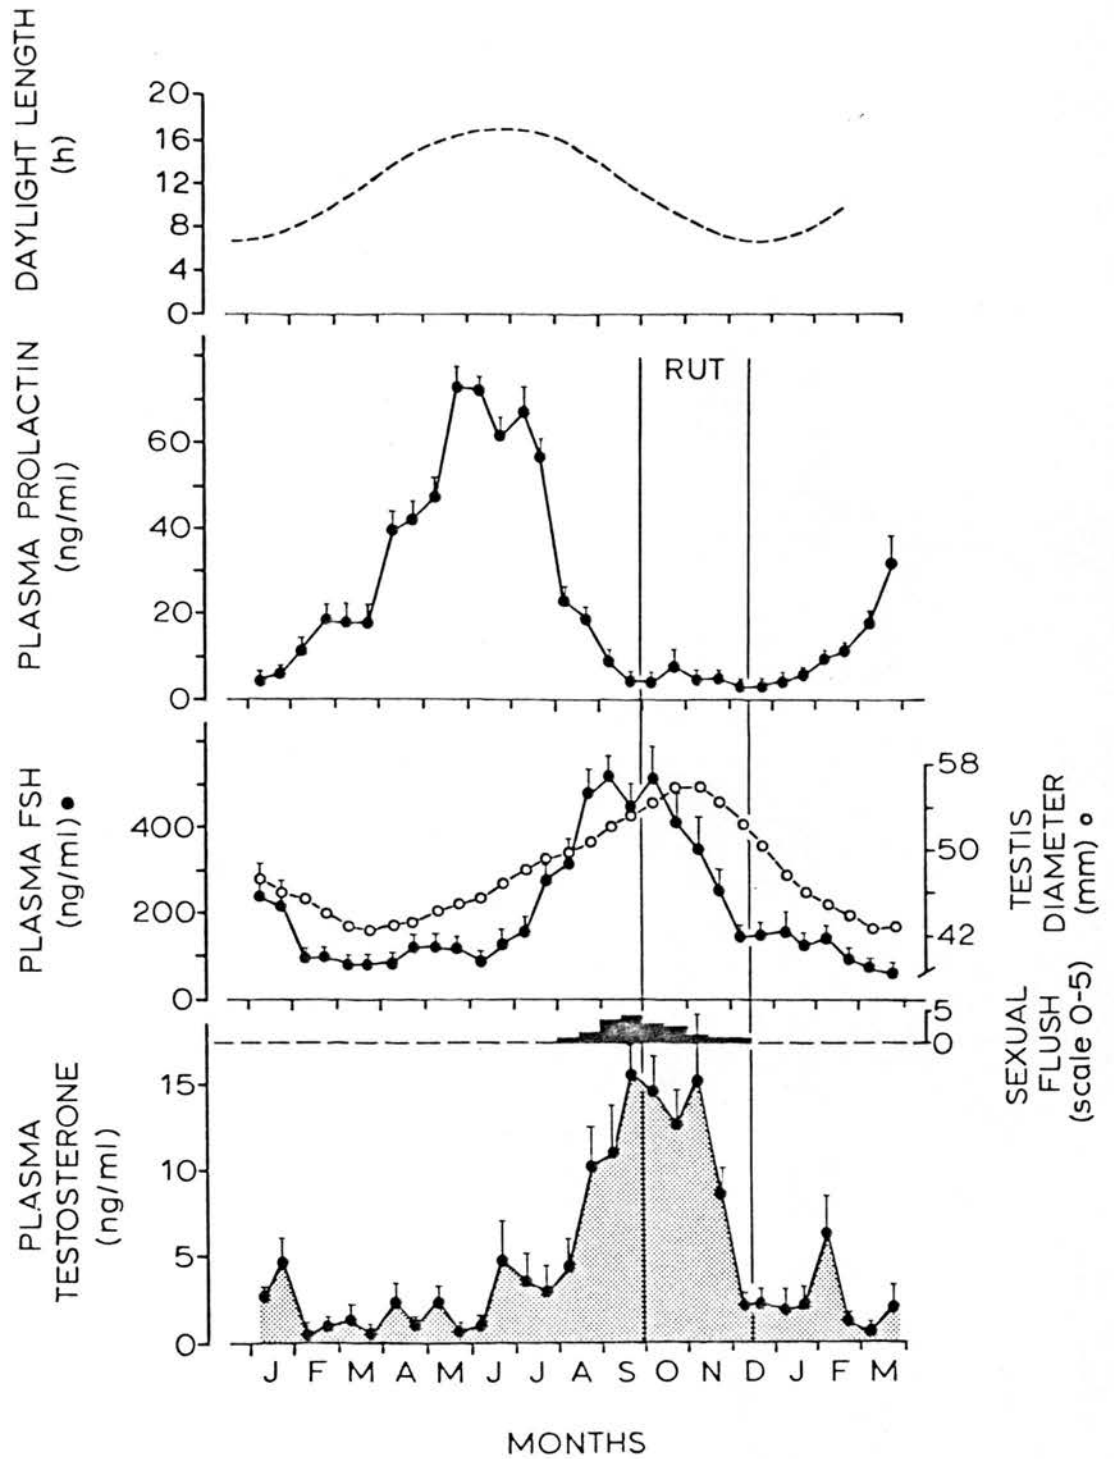 DAYLIGHT LENGTH
(h)
20
16
12
8
4
0
PLASMA PROLACTIN
(ng/ml)
60
40
20
0
RUT
PLASMA FSH
(ng/ml) ●
400
200
0
58
50
42
TESTIS
DIAMETER
(mm) o
5
0
SEXUAL
FLUSH
(scale 0-5)
PLASMA
TESTOSTERONE
(ng/ml)
15
10
5
0
J F M A M J J A S O N D J F M
MONTHS